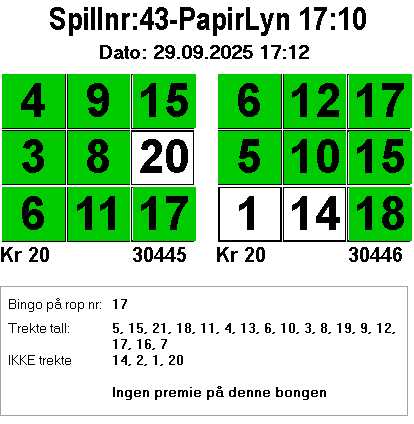 Spillnr:43-PapirLyn 17:10
Dato: 29.09.2025 17:12
4 9 15 6 12 17
3 8 20 5 10 15
6 11 17 1 14 18
Kr 20 30445 Kr 20 30446
Bingo på rop nr: 17
Trekte tall: 5, 15, 21, 18, 11, 4, 13, 6, 10, 3, 8, 19, 9, 12,
17, 16, 7
IKKE trekte 14, 2, 1, 20
Ingen premie på denne bongen